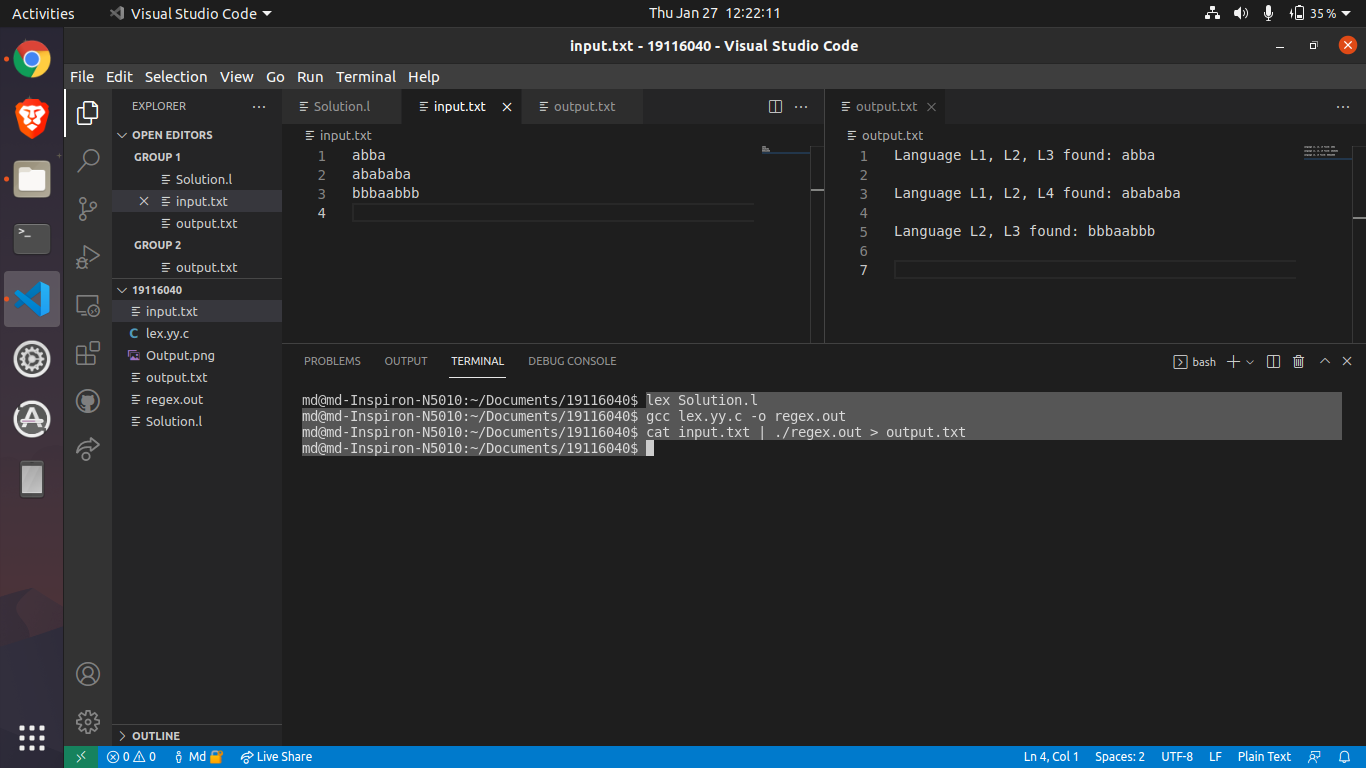 Activities Visual Studio Code Thu Jan 27 12:22:11 35 %
input.txt - 19116040 - Visual Studio Code
File Edit Selection View Go Run Terminal Help
EXPLORER
OPEN EDITORS
GROUP 1
Solution.l
input.txt
output.txt
GROUP 2
output.txt
19116040
input.txt
C lex.yy.c
Output.png
output.txt
regex.out
Solution.l
OUTLINE
Solution.l input.txt output.txt
input.txt
1 abba
2 abababa
3 bbbaabbb
4
output.txt
output.txt
1 Language L1, L2, L3 found: abba
2
3 Language L1, L2, L4 found: abababa
4
5 Language L2, L3 found: bbbaabbb
6
7
PROBLEMS OUTPUT TERMINAL DEBUG CONSOLE bash
md@md-Inspiron-N5010:~/Documents/19116040$ lex Solution.l
md@md-Inspiron-N5010:~/Documents/19116040$ gcc lex.yy.c -o regex.out
md@md-Inspiron-N5010:~/Documents/19116040$ cat input.txt | ./regex.out > output.txt
md@md-Inspiron-N5010:~/Documents/19116040$
0 0 Md Live Share Ln 4, Col 1 Spaces: 2 UTF-8 LF Plain Text